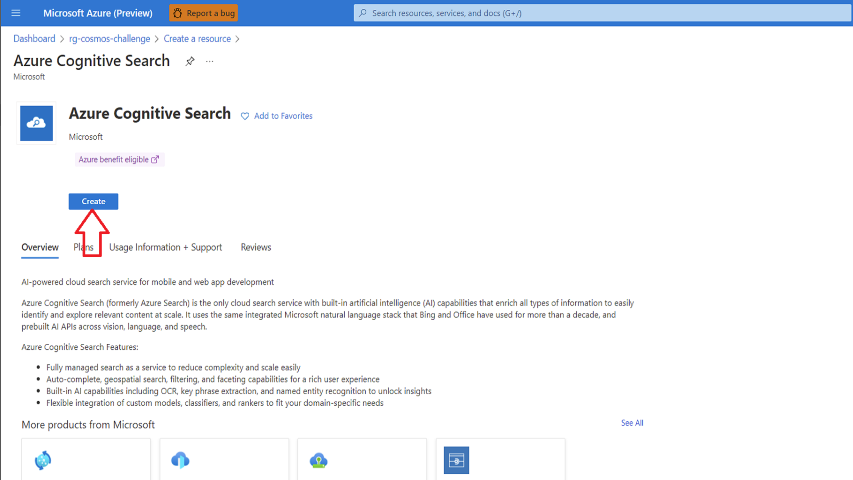 Microsoft Azure (Preview)
Report a bug
Search resources, services, and docs (G+/)
Dashboard > rg-cosmos-challenge > Create a resource >
Azure Cognitive Search
...
Microsoft
Azure Cognitive Search
Add to Favorites
Microsoft
Azure benefit eligible
Create
Overview Plans Usage Information + Support Reviews
AI-powered cloud search service for mobile and web app development
Azure Cognitive Search (formerly Azure Search) is the only cloud search service with built-in artificial intelligence (AI) capabilities that enrich all types of information to easily
identify and explore relevant content at scale. It uses the same integrated Microsoft natural language stack that Bing and Office have used for more than a decade, and
prebuilt AI APIs across vision, language, and speech.
Azure Cognitive Search Features:
• Fully managed search as a service to reduce complexity and scale easily
• Auto-complete, geospatial search, filtering, and faceting capabilities for a rich user experience
• Built-in AI capabilities including OCR, key phrase extraction, and named entity recognition to unlock insights
• Flexible integration of custom models, classifiers, and rankers to fit your domain-specific needs
More products from Microsoft
See All